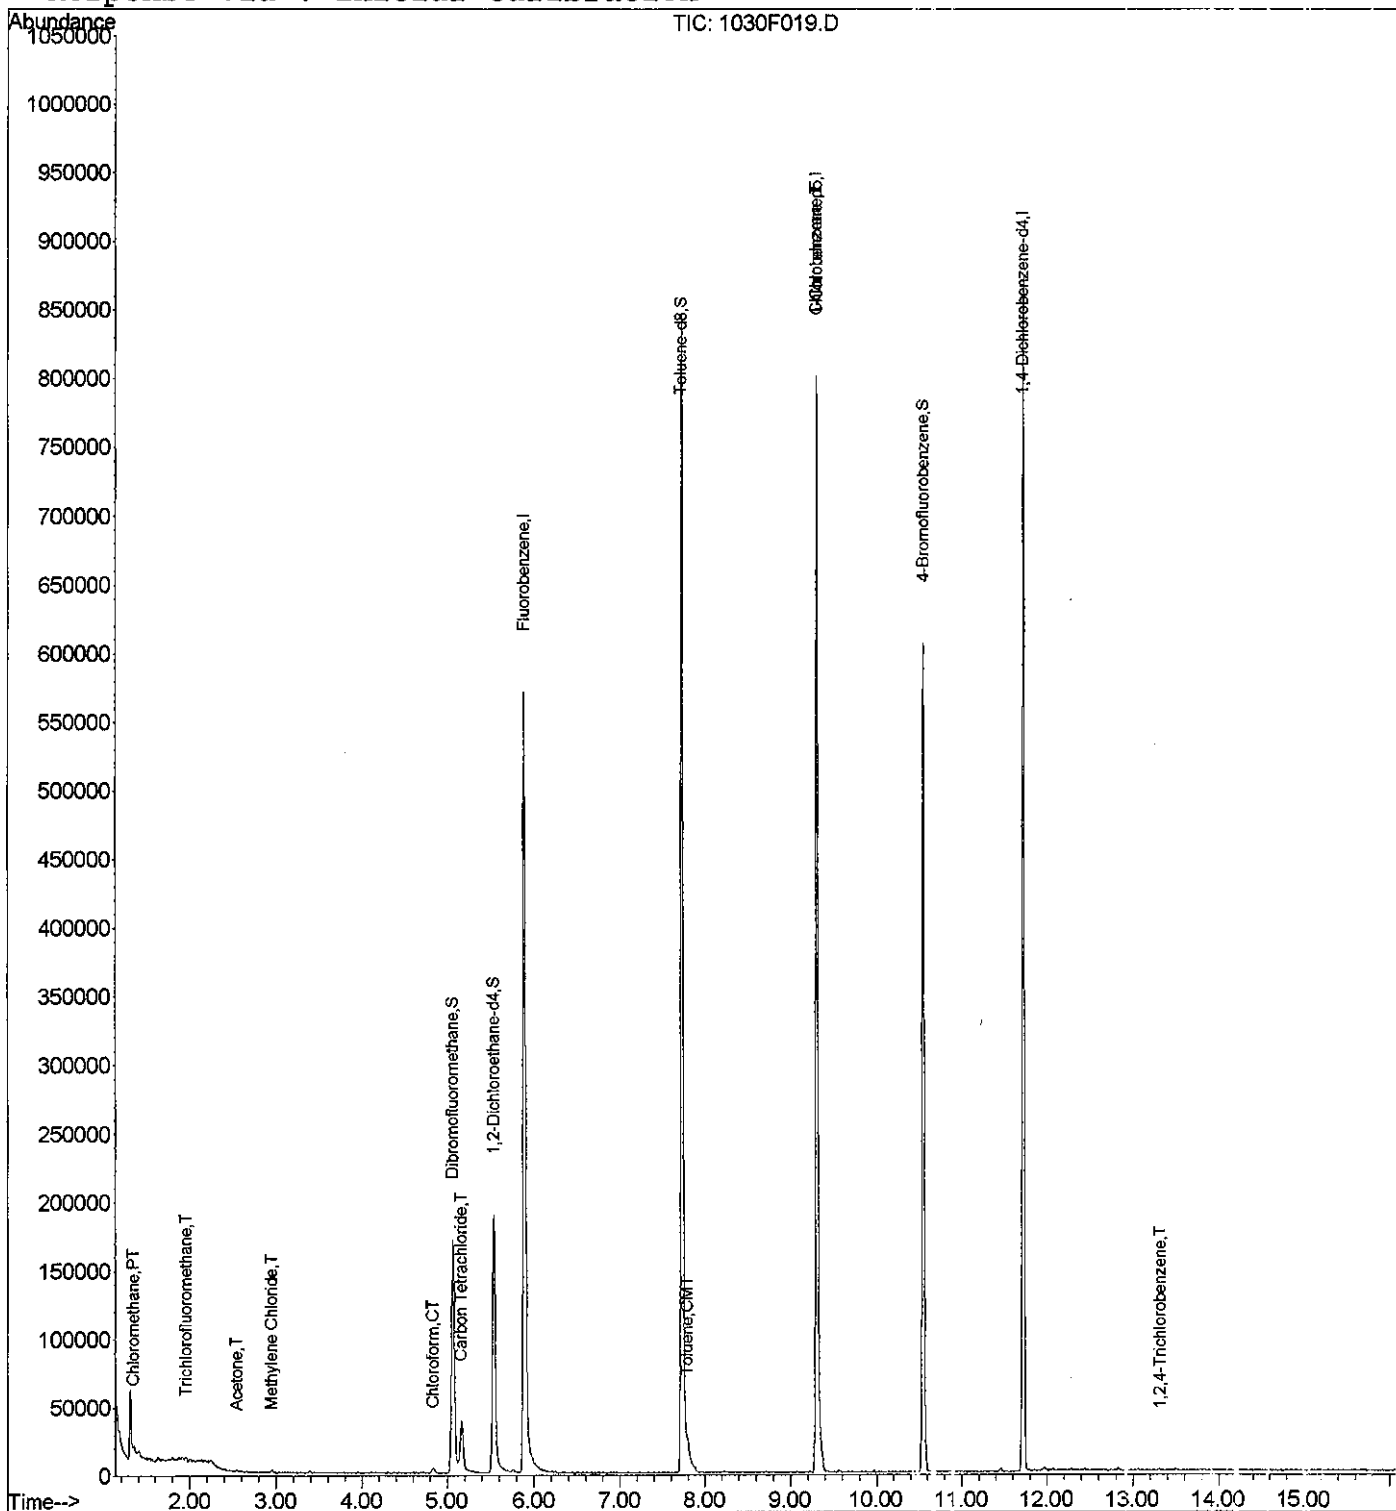 Response via : Initial Calibration
Abundance
TIC: 1030F019.D
1050000
1000000
950000
900000
850000
800000
750000
700000
650000
600000
550000
500000
450000
400000
350000
300000
250000
200000
150000
100000
50000
0
Chloromethane,PT
Trichlorofluoromethane,T
Acetone,T
Methylene Chloride,T
Chloroform,CT
Dibromofluoromethane,S
Carbon Tetrachloride,T
1,2-Dichloroethane-d4,S
Fluorobenzene,I
Toluene-d8,S
Toluene,CMT
4-Bromofluorobenzene,S
1,4-Dichlorobenzene-d4,I
1,2,4-Trichlorobenzene,T
Time-->
2.00 3.00 4.00 5.00 6.00 7.00 8.00 9.00 10.00 11.00 12.00 13.00 14.00 15.00